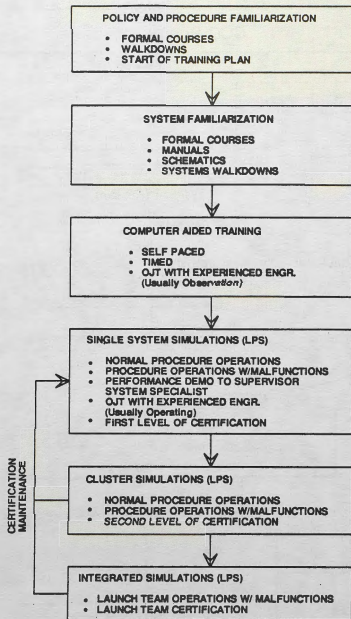 POLICY AND PROCEDURE FAMILIARIZATION
• FORMAL COURSES
• WALKDOWNS
• START OF TRAINING PLAN
SYSTEM FAMILIARIZATION
• FORMAL COURSES
• MANUALS
• SCHEMATICS
• SYSTEMS WALKDOWNS
COMPUTER AIDED TRAINING
• SELF PACED
• TIMED
• OJT WITH EXPERIENCED ENGR.
(Usually Observation)
SINGLE SYSTEM SIMULATIONS (LPS)
• NORMAL PROCEDURE OPERATIONS
• PROCEDURE OPERATIONS W/MALFUNCTIONS
• PERFORMANCE DEMO TO SUPERVISOR
SYSTEM SPECIALIST
• OJT WITH EXPERIENCED ENGR.
(Usually Operating)
• FIRST LEVEL OF CERTIFICATION
CERTIFICATION
MAINTENANCE
CLUSTER SIMULATIONS (LPS)
• NORMAL PROCEDURE OPERATIONS
• PROCEDURE OPERATIONS W/MALFUNCTIONS
• SECOND LEVEL OF CERTIFICATION
INTEGRATED SIMULATIONS (LPS)
• LAUNCH TEAM OPERATIONS W/ MALFUNCTIONS
• LAUNCH TEAM CERTIFICATION